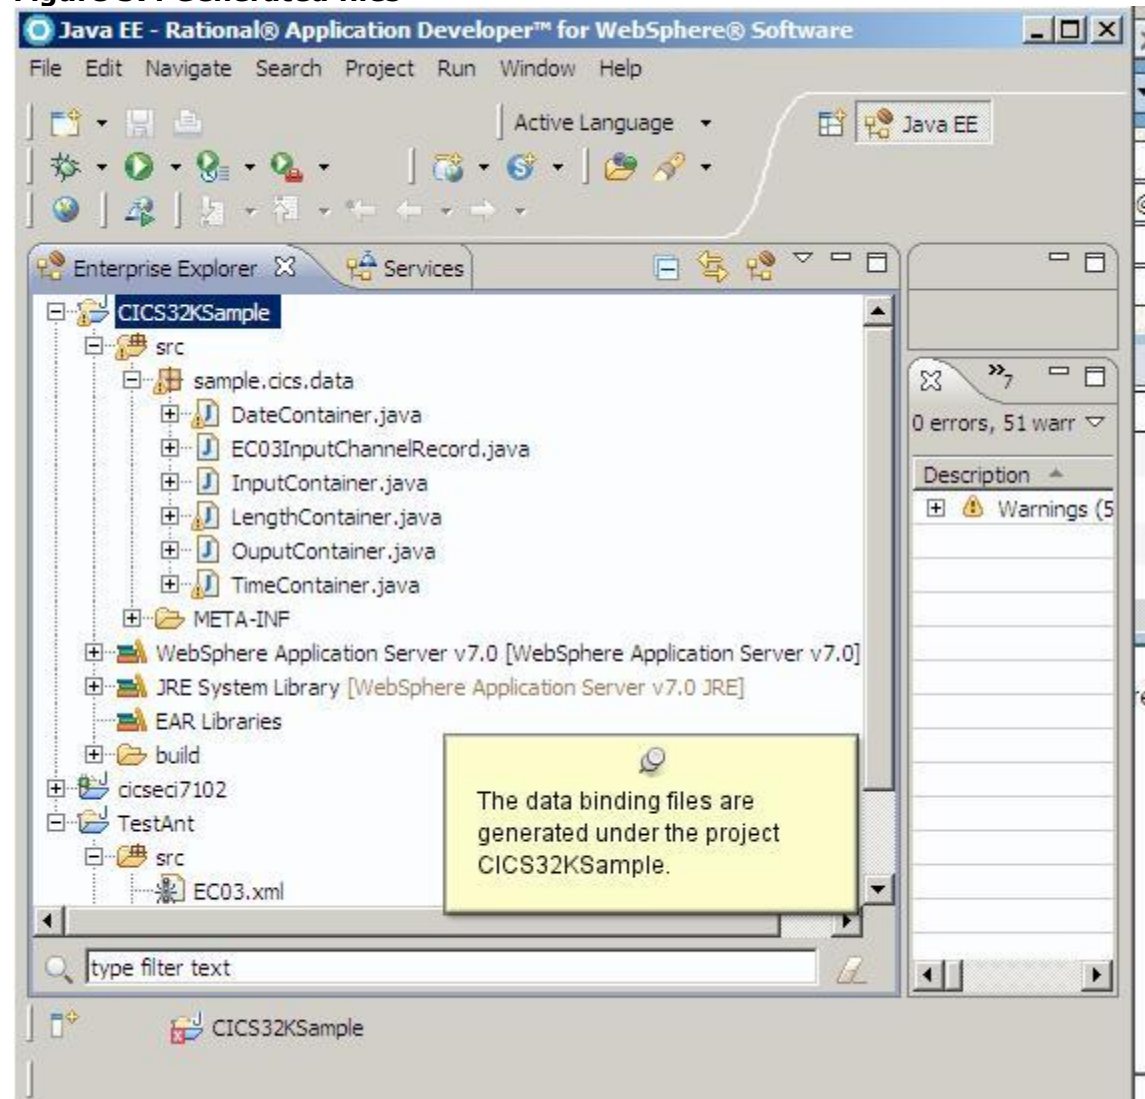 Java EE - Rational® Application Developer™ for WebSphere® Software
File Edit Navigate Search Project Run Window Help
Active Language
Java EE
Enterprise Explorer
Services
CICS32KSample
src
sample.cics.data
DateContainer.java
EC03InputChannelRecord.java
InputContainer.java
LengthContainer.java
OuputContainer.java
TimeContainer.java
META-INF
WebSphere Application Server v7.0 [WebSphere Application Server v7.0]
JRE System Library [WebSphere Application Server v7.0 JRE]
EAR Libraries
build
cicseci7102
TestAnt
src
EC03.xml
type filter text
The data binding files are
generated under the project
CICS32KSample.
»7
0 errors, 51 warr
Description
Warnings (5
CICS32KSample